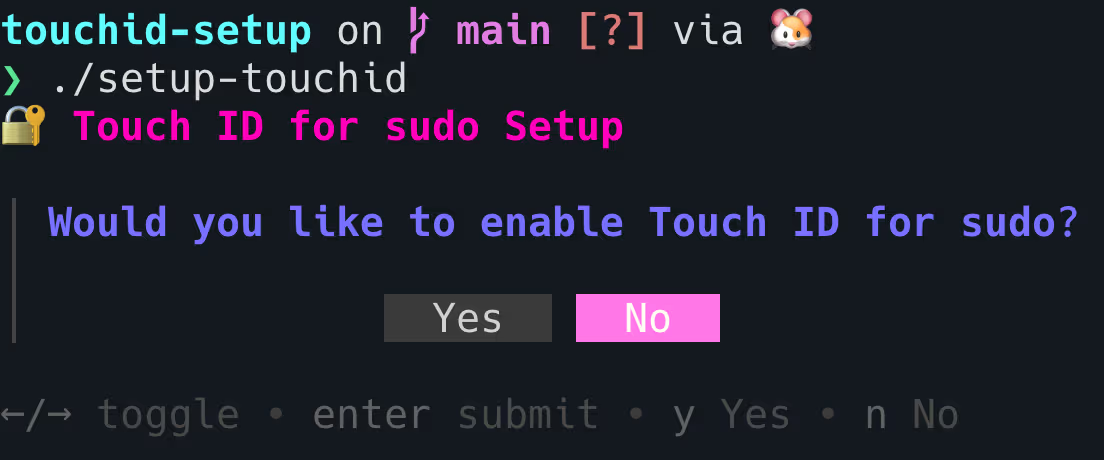 touchid-setup on main [?] via 🐹
❯ ./setup-touchid
🔐 Touch ID for sudo Setup
Would you like to enable Touch ID for sudo?
Yes No
←/→ toggle • enter submit • y Yes • n No